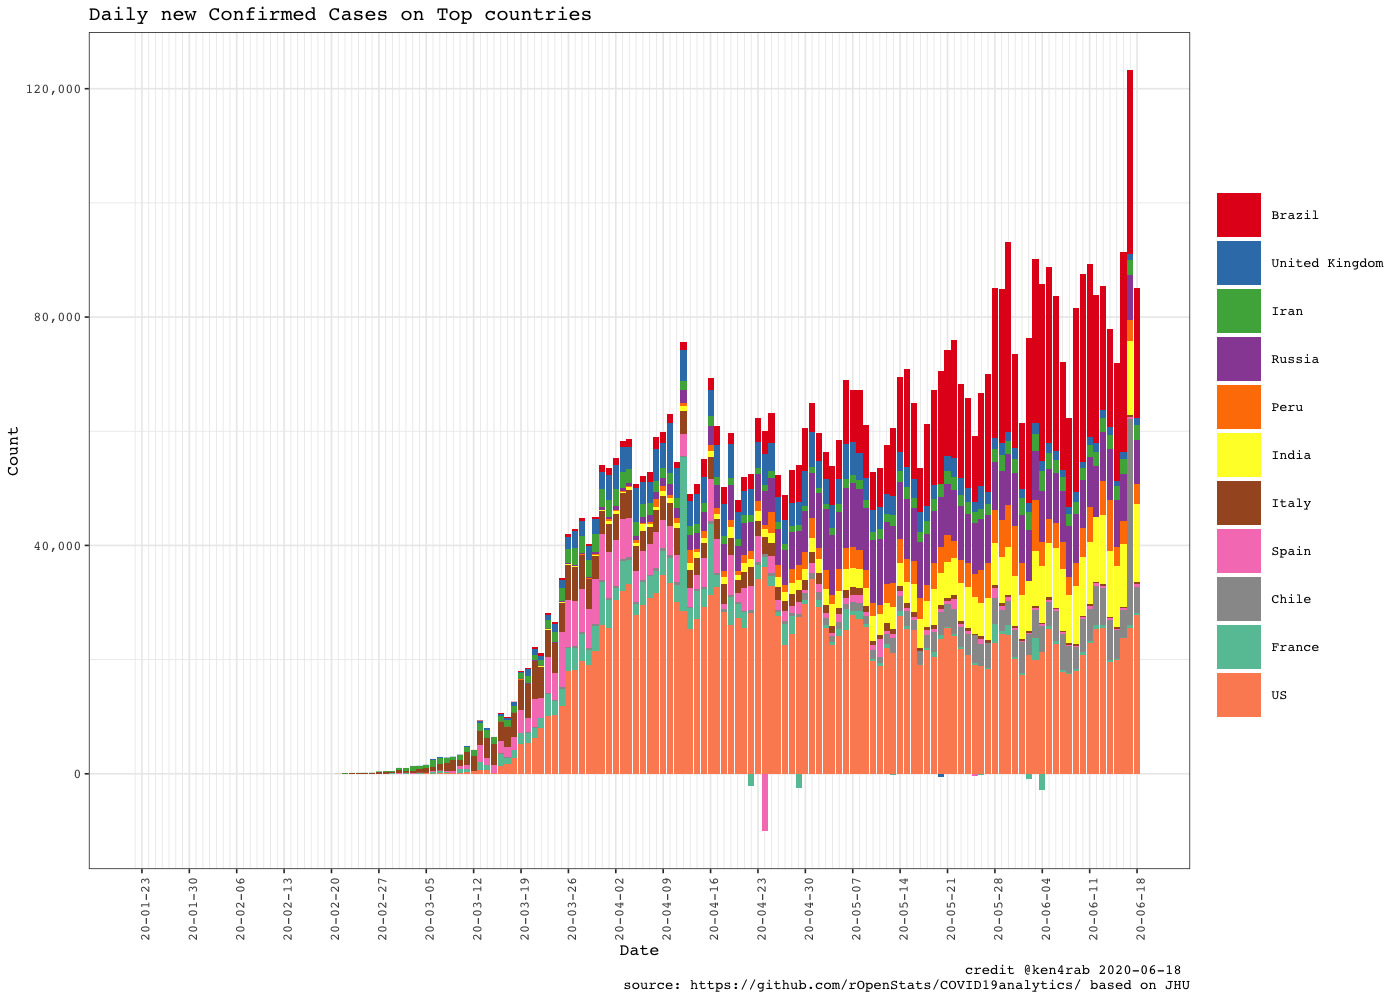 Daily new Confirmed Cases on Top countries
Count
120,000
80,000
40,000
0
20-01-23
20-01-30
20-02-06
20-02-13
20-02-20
20-02-27
20-03-05
20-03-12
20-03-19
20-03-26
20-04-02
20-04-09
20-04-16
20-04-23
20-04-30
20-05-07
20-05-14
20-05-21
20-05-28
20-06-04
20-06-11
20-06-18
Date
Brazil
United Kingdom
Iran
Russia
Peru
India
Italy
Spain
Chile
France
US
credit @ken4rab 2020-06-18
source: https://github.com/rOpenStats/COVID19analytics/ based on JHU